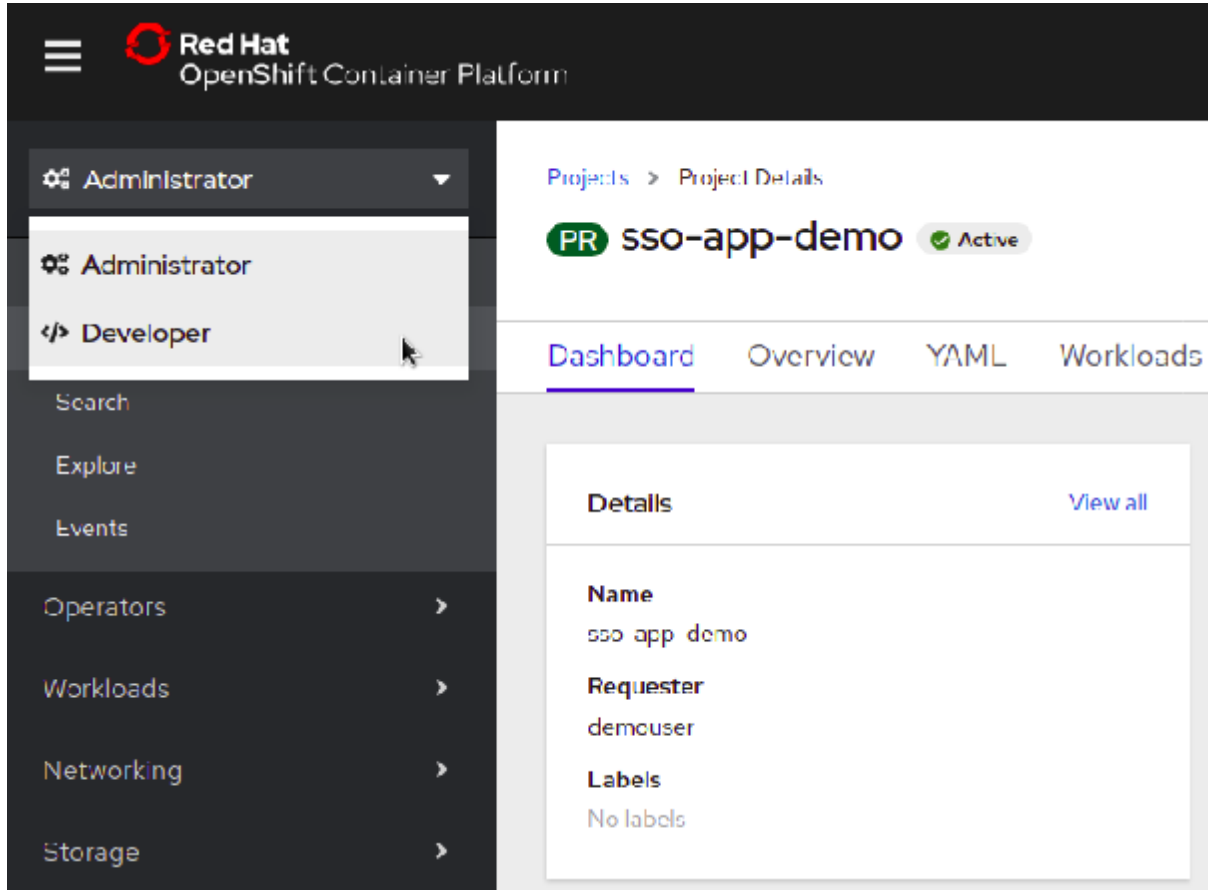 Red Hat
OpenShift Container Platform
Administrator
Administrator
Developer
Search
Explore
Events
Operators
Workloads
Networking
Storage
Projects > Project Details
PR sso-app-demo Active
Dashboard Overview YAML Workloads
Details View all
Name
sso-app-demo
Requester
demouser
Labels
No labels